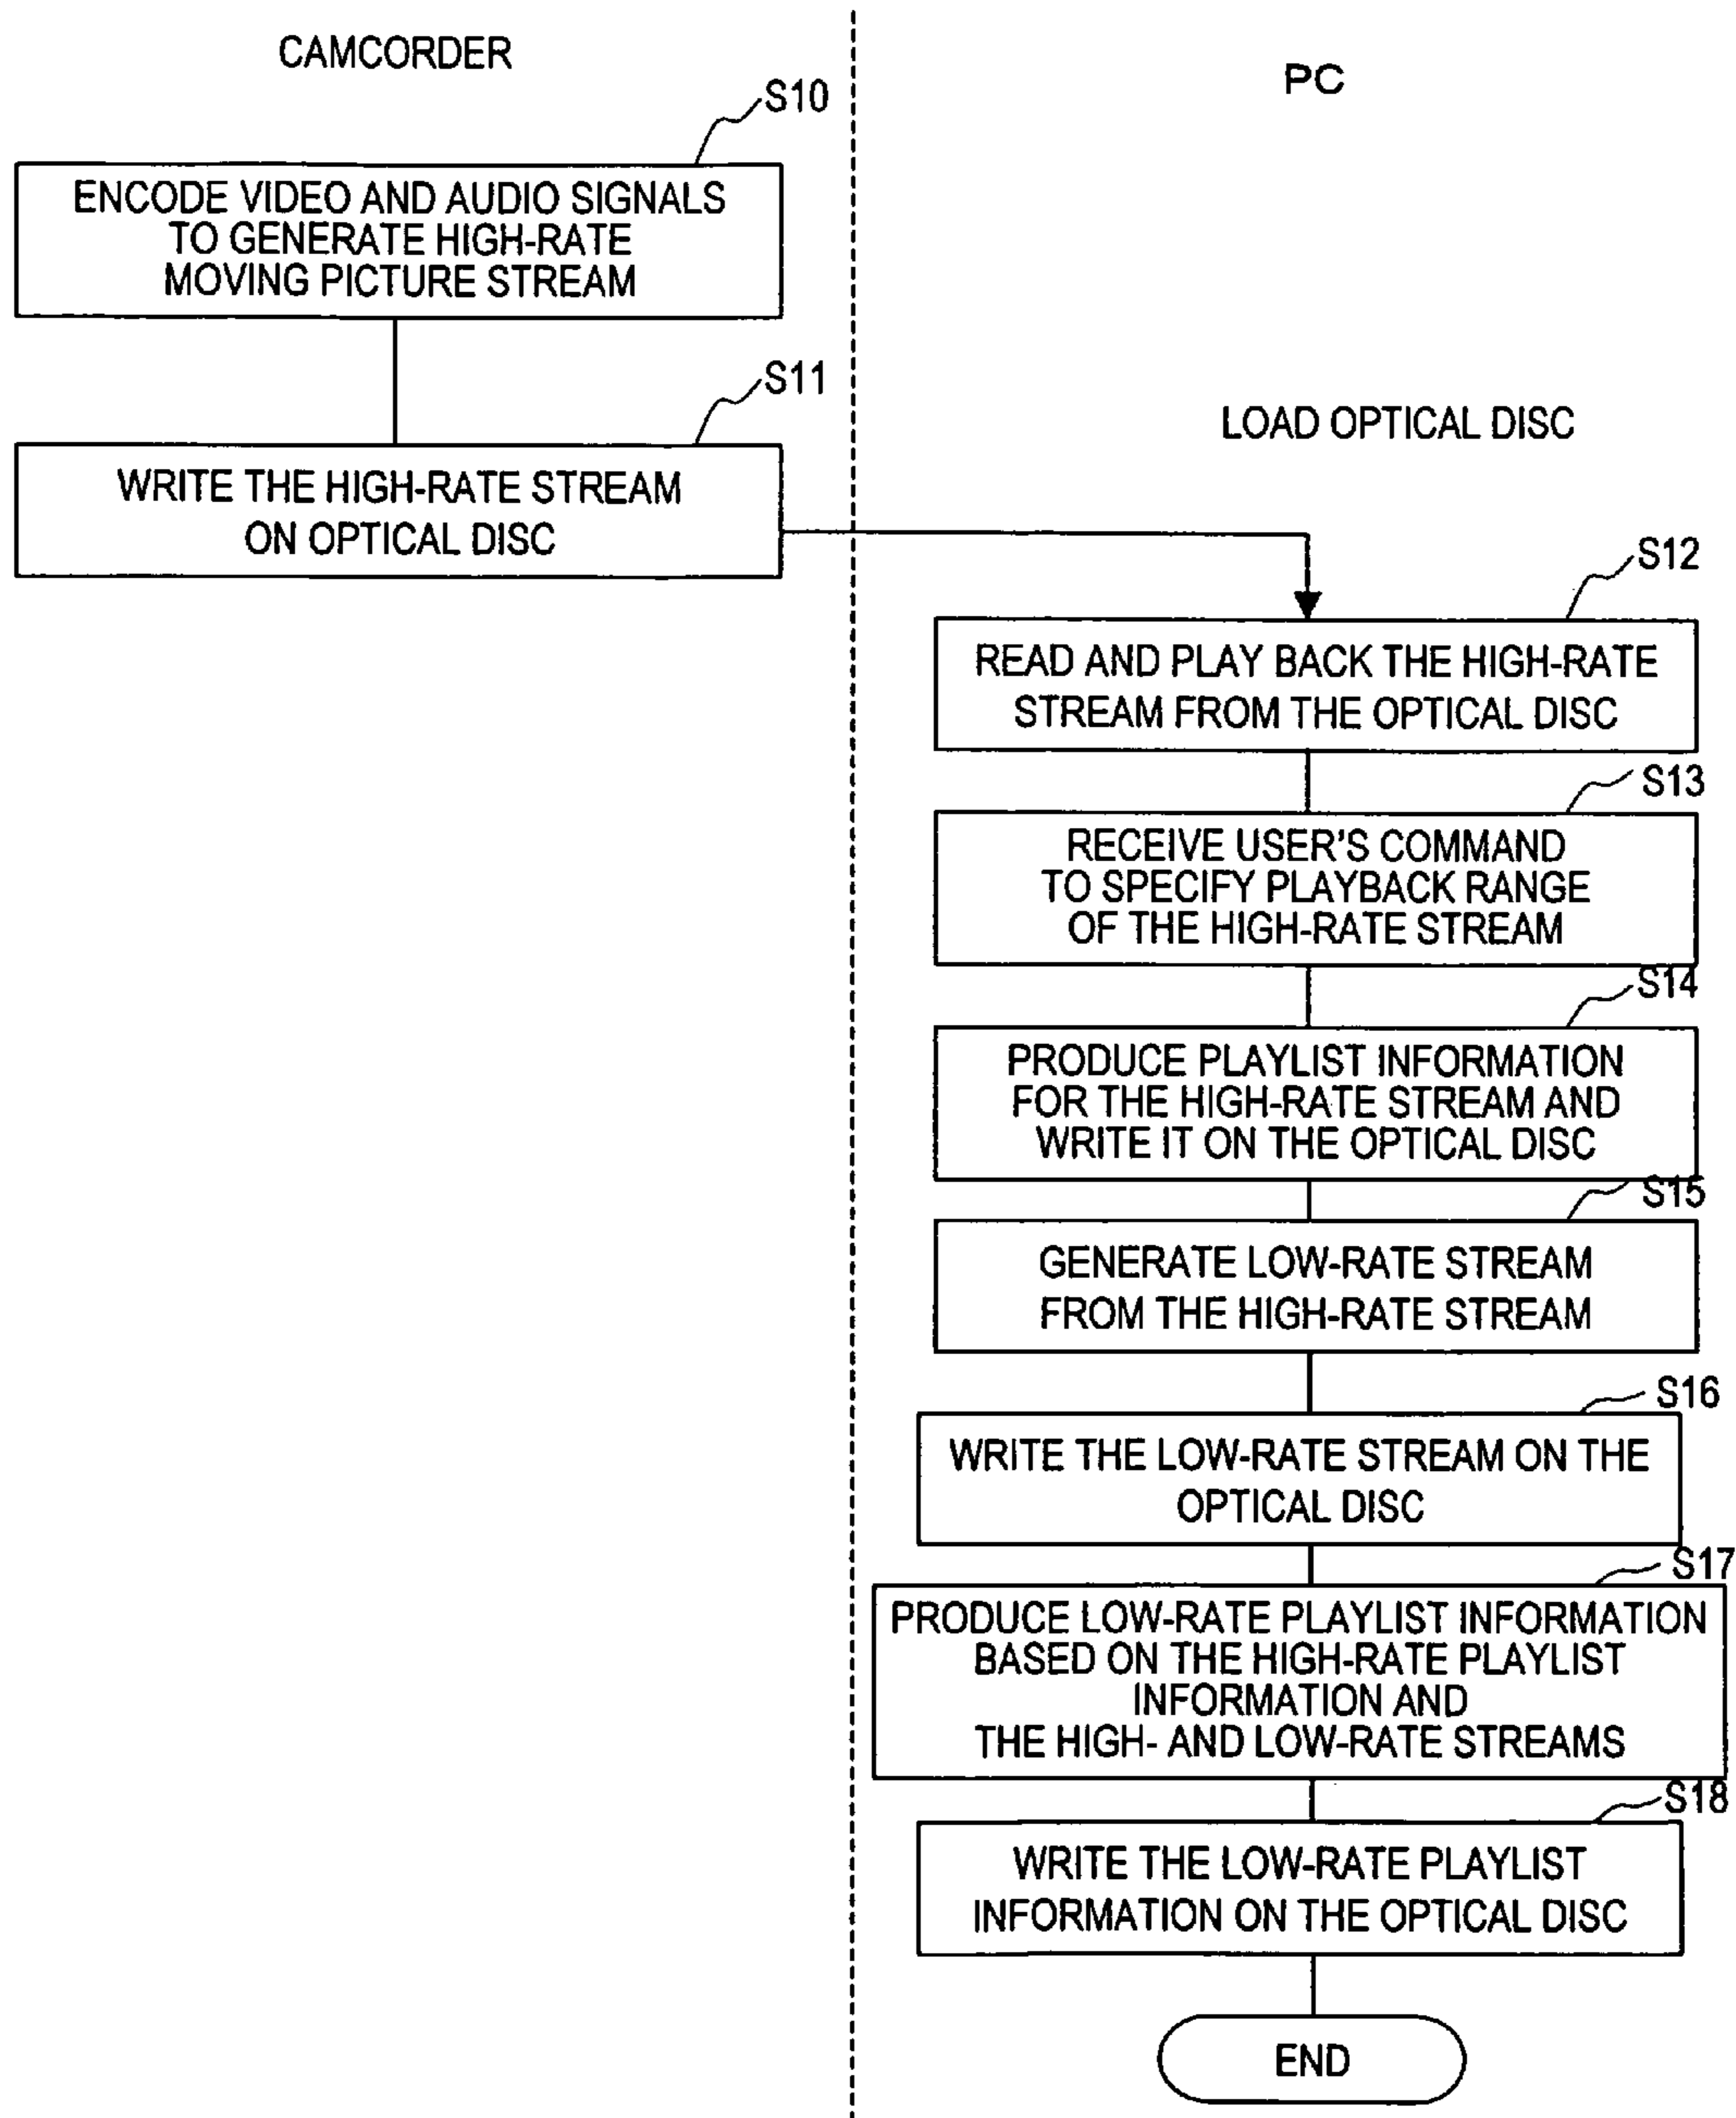 CAMCORDER
S10
ENCODE VIDEO AND AUDIO SIGNALS
TO GENERATE HIGH-RATE
MOVING PICTURE STREAM
S11
WRITE THE HIGH-RATE STREAM
ON OPTICAL DISC
PC
LOAD OPTICAL DISC
S12
READ AND PLAY BACK THE HIGH-RATE
STREAM FROM THE OPTICAL DISC
S13
RECEIVE USER'S COMMAND
TO SPECIFY PLAYBACK RANGE
OF THE HIGH-RATE STREAM
S14
PRODUCE PLAYLIST INFORMATION
FOR THE HIGH-RATE STREAM AND
WRITE IT ON THE OPTICAL DISC
S15
GENERATE LOW-RATE STREAM
FROM THE HIGH-RATE STREAM
S16
WRITE THE LOW-RATE STREAM ON THE
OPTICAL DISC
S17
PRODUCE LOW-RATE PLAYLIST INFORMATION
BASED ON THE HIGH-RATE PLAYLIST
INFORMATION AND
THE HIGH- AND LOW-RATE STREAMS
S18
WRITE THE LOW-RATE PLAYLIST
INFORMATION ON THE OPTICAL DISC
END